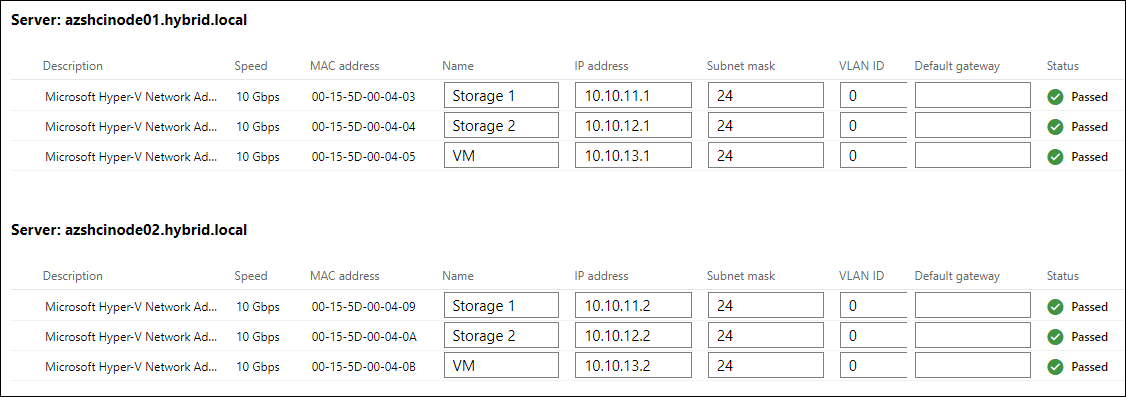 Server: azshcinode01.hybrid.local
Description Speed MAC address Name IP address Subnet mask VLAN ID Default gateway Status
Microsoft Hyper-V Network Ad... 10 Gbps 00-15-5D-00-04-03 Storage 1 10.10.11.1 24 0 Passed
Microsoft Hyper-V Network Ad... 10 Gbps 00-15-5D-00-04-04 Storage 2 10.10.12.1 24 0 Passed
Microsoft Hyper-V Network Ad... 10 Gbps 00-15-5D-00-04-05 VM 10.10.13.1 24 0 Passed
Server: azshcinode02.hybrid.local
Description Speed MAC address Name IP address Subnet mask VLAN ID Default gateway Status
Microsoft Hyper-V Network Ad... 10 Gbps 00-15-5D-00-04-09 Storage 1 10.10.11.2 24 0 Passed
Microsoft Hyper-V Network Ad... 10 Gbps 00-15-5D-00-04-0A Storage 2 10.10.12.2 24 0 Passed
Microsoft Hyper-V Network Ad... 10 Gbps 00-15-5D-00-04-0B VM 10.10.13.2 24 0 Passed